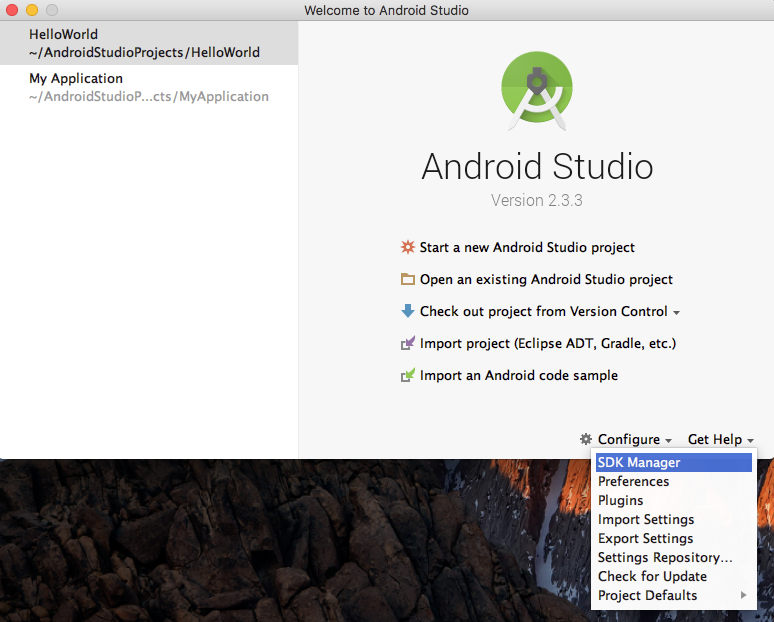 Welcome to Android Studio
HelloWorld
~/AndroidStudioProjects/HelloWorld
My Application
~/AndroidStudioP...cts/MyApplication
Android Studio
Version 2.3.3
Start a new Android Studio project
Open an existing Android Studio project
Check out project from Version Control
Import project (Eclipse ADT, Gradle, etc.)
Import an Android code sample
Configure Get Help
SDK Manager
Preferences
Plugins
Import Settings
Export Settings
Settings Repository...
Check for Update
Project Defaults